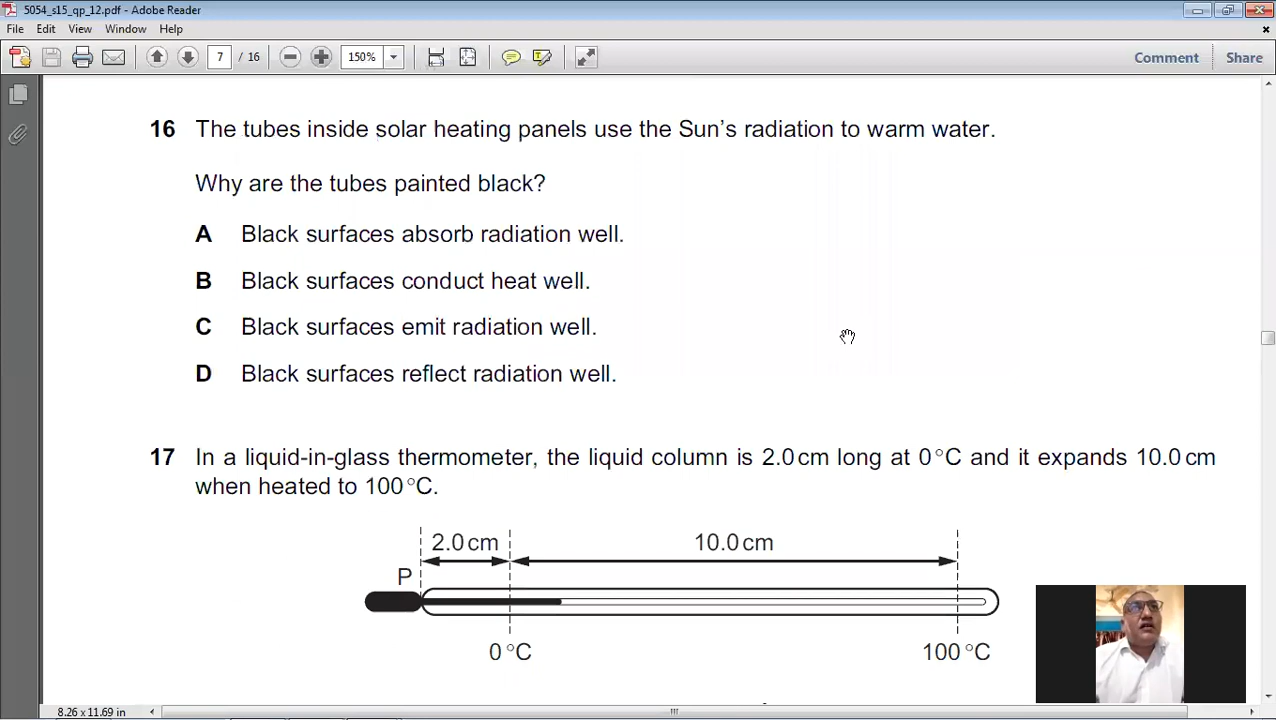 5054_s15_qp_12.pdf - Adobe Reader
File Edit View Window Help
7 / 16 150% Comment Share
16 The tubes inside solar heating panels use the Sun’s radiation to warm water.
Why are the tubes painted black?
A Black surfaces absorb radiation well.
B Black surfaces conduct heat well.
C Black surfaces emit radiation well.
D Black surfaces reflect radiation well.
17 In a liquid-in-glass thermometer, the liquid column is 2.0 cm long at 0 °C and it expands 10.0 cm
when heated to 100 °C.
2.0 cm 10.0 cm
P
0 °C 100 °C
8.26 x 11.69 in